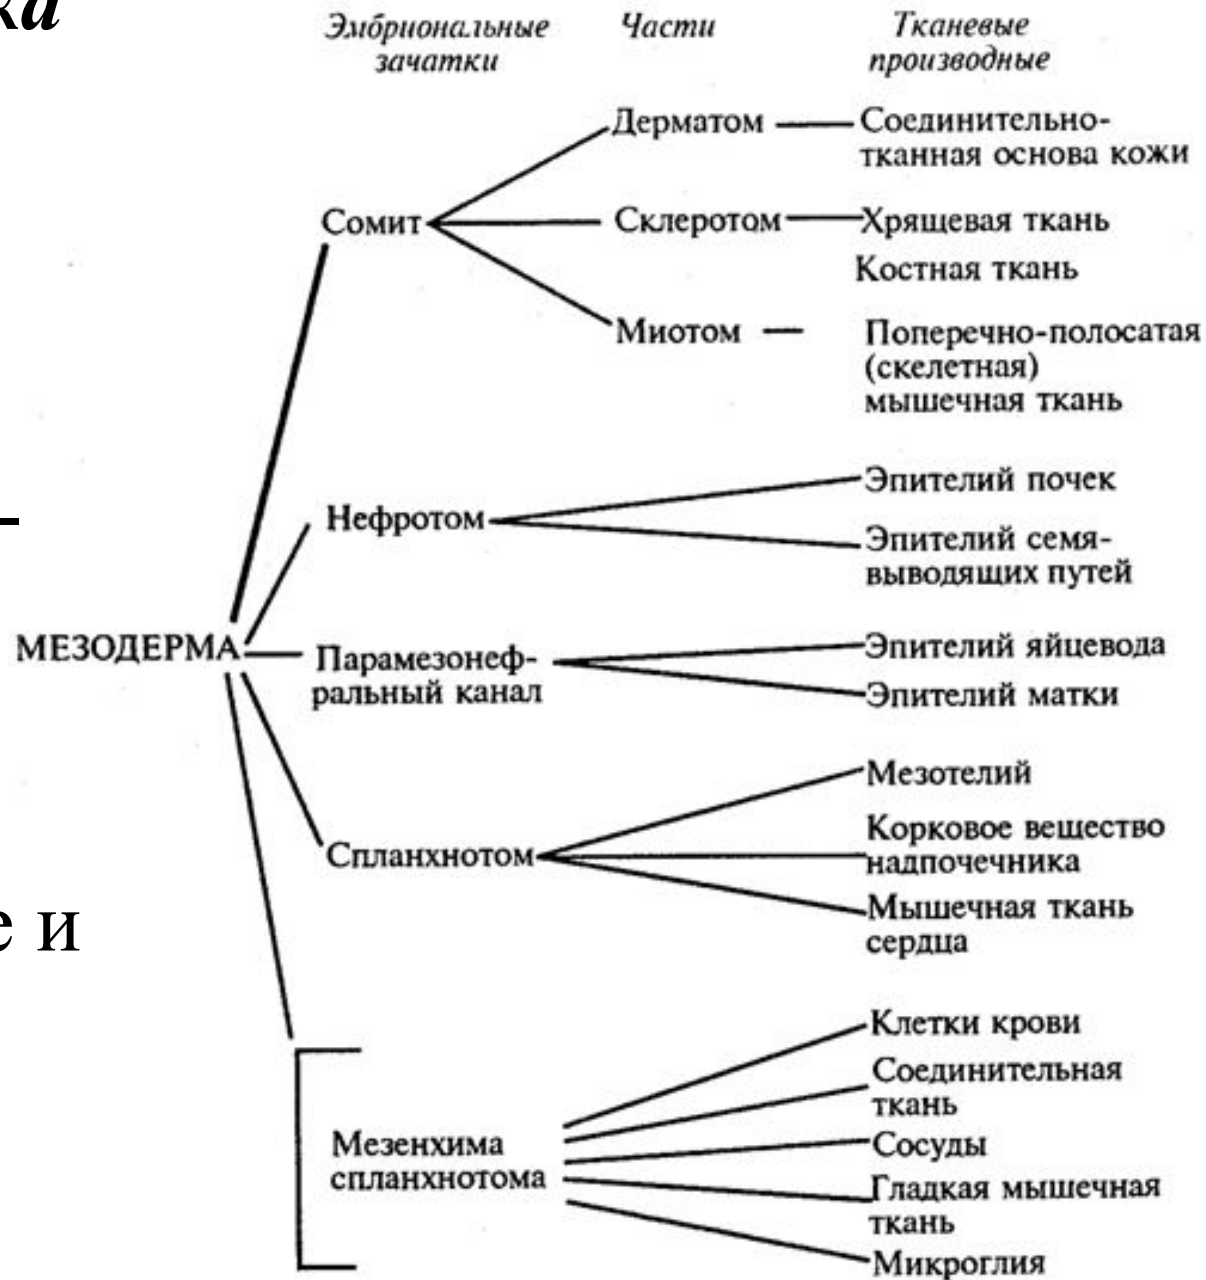 ка
Эмбриональные
зачатки
Части
Тканевые
производные
Дерматом
Соединительно-
тканная основа кожи
Сомит
Склеротом
Хрящевая ткань
Костная ткань
Миотом
Поперечно-полосатая
(скелетная)
мышечная ткань
Нефротом
Эпителий почек
Эпителий семя-
выводящих путей
МЕЗОДЕРМА
Парамезонеф-
ральный канал
Эпителий яйцевода
Эпителий матки
Спланхнотом
Мезотелий
Корковое вещество
надпочечника
Мышечная ткань
сердца
е и
Мезенхима
спланхнотома
Клетки крови
Соединительная
ткань
Сосуды
Гладкая мышечная
ткань
Микроглия